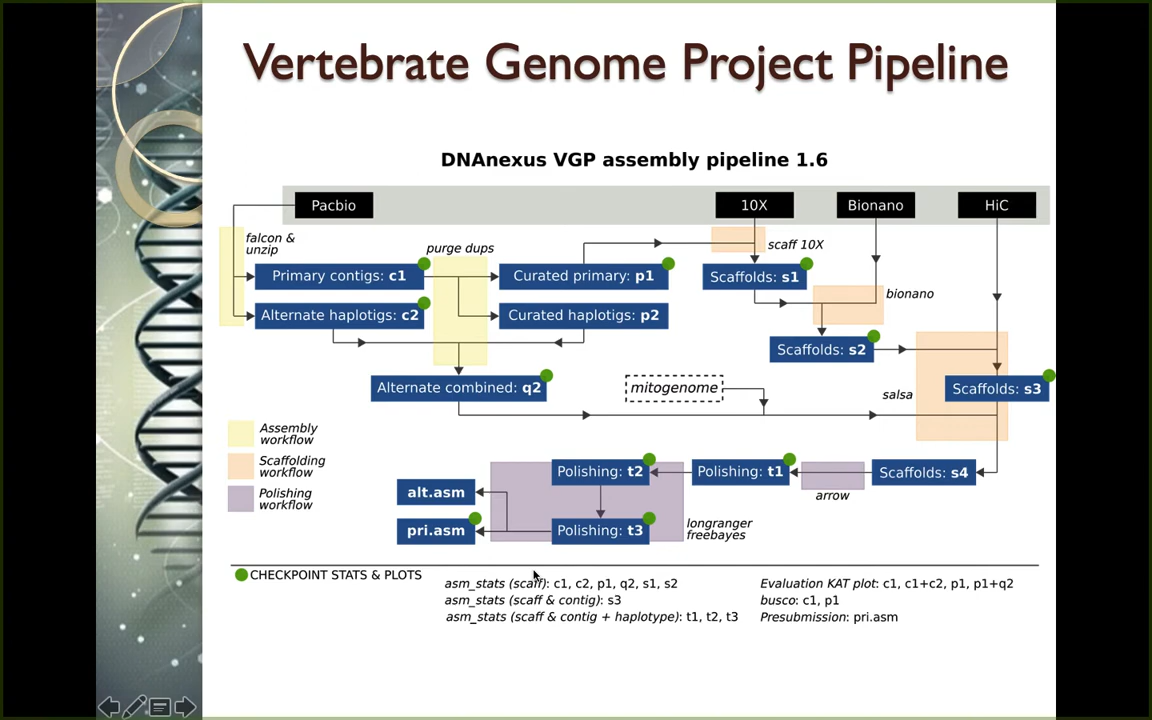 Vertebrate Genome Project Pipeline
DNAnexus VGP assembly pipeline 1.6
Pacbio
10X
Bionano
HiC
falcon &
unzip
purge dups
scaff 10X
Primary contigs: c1
Curated primary: p1
Scaffolds: s1
bionano
Alternate haplotigs: c2
Curated haplotigs: p2
Scaffolds: s2
Alternate combined: q2
mitogenome
salsa
Scaffolds: s3
Assembly
workflow
Scaffolding
workflow
Polishing
workflow
Polishing: t2
Polishing: t1
Scaffolds: s4
arrow
alt.asm
pri.asm
Polishing: t3
longranger
freebayes
CHECKPOINT STATS & PLOTS
asm_stats (scaff): c1, c2, p1, q2, s1, s2
asm_stats (scaff & contig): s3
asm_stats (scaff & contig + haplotype): t1, t2, t3
Evaluation KAT plot: c1, c1+c2, p1, p1+q2
busco: c1, p1
Presubmission: pri.asm